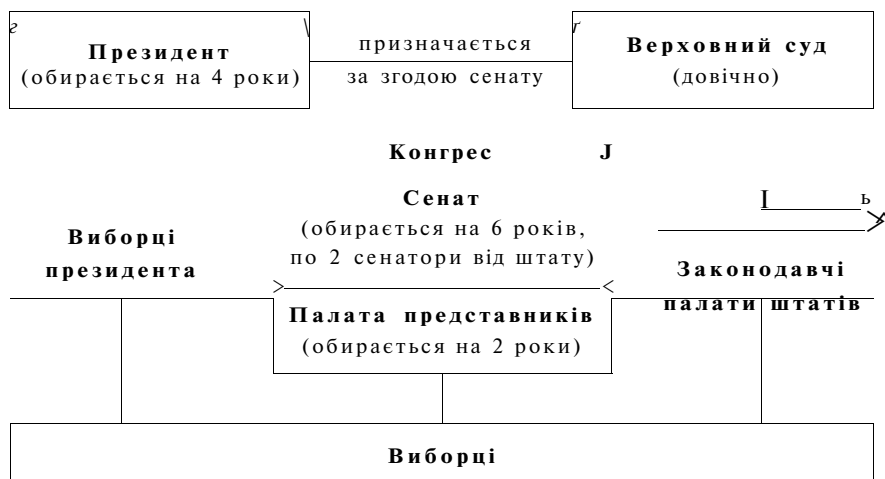 Президент
(обирається на 4 роки)
призначається
за згодою сенату
Верховний суд
(довічно)
Конгрес
Сенат
(обирається на 6 років,
по 2 сенатори від штату)
Виборці
президента
Законодавчі
палати штатів
Палата представників
(обирається на 2 роки)
Виборці